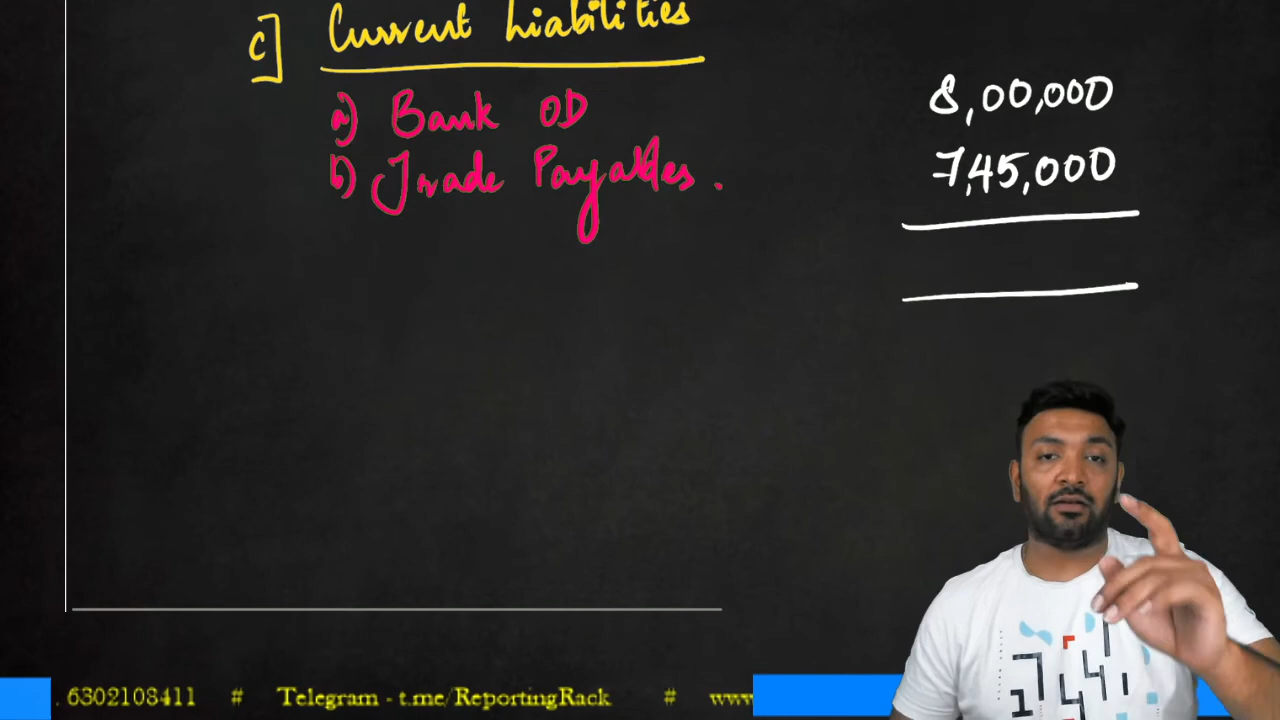 c] Current Liabilities
a) Bank OD 8,00,000
b) Trade Payables. 7,45,000
. 6302108411 # Telegram - t.me/ReportingRack # www